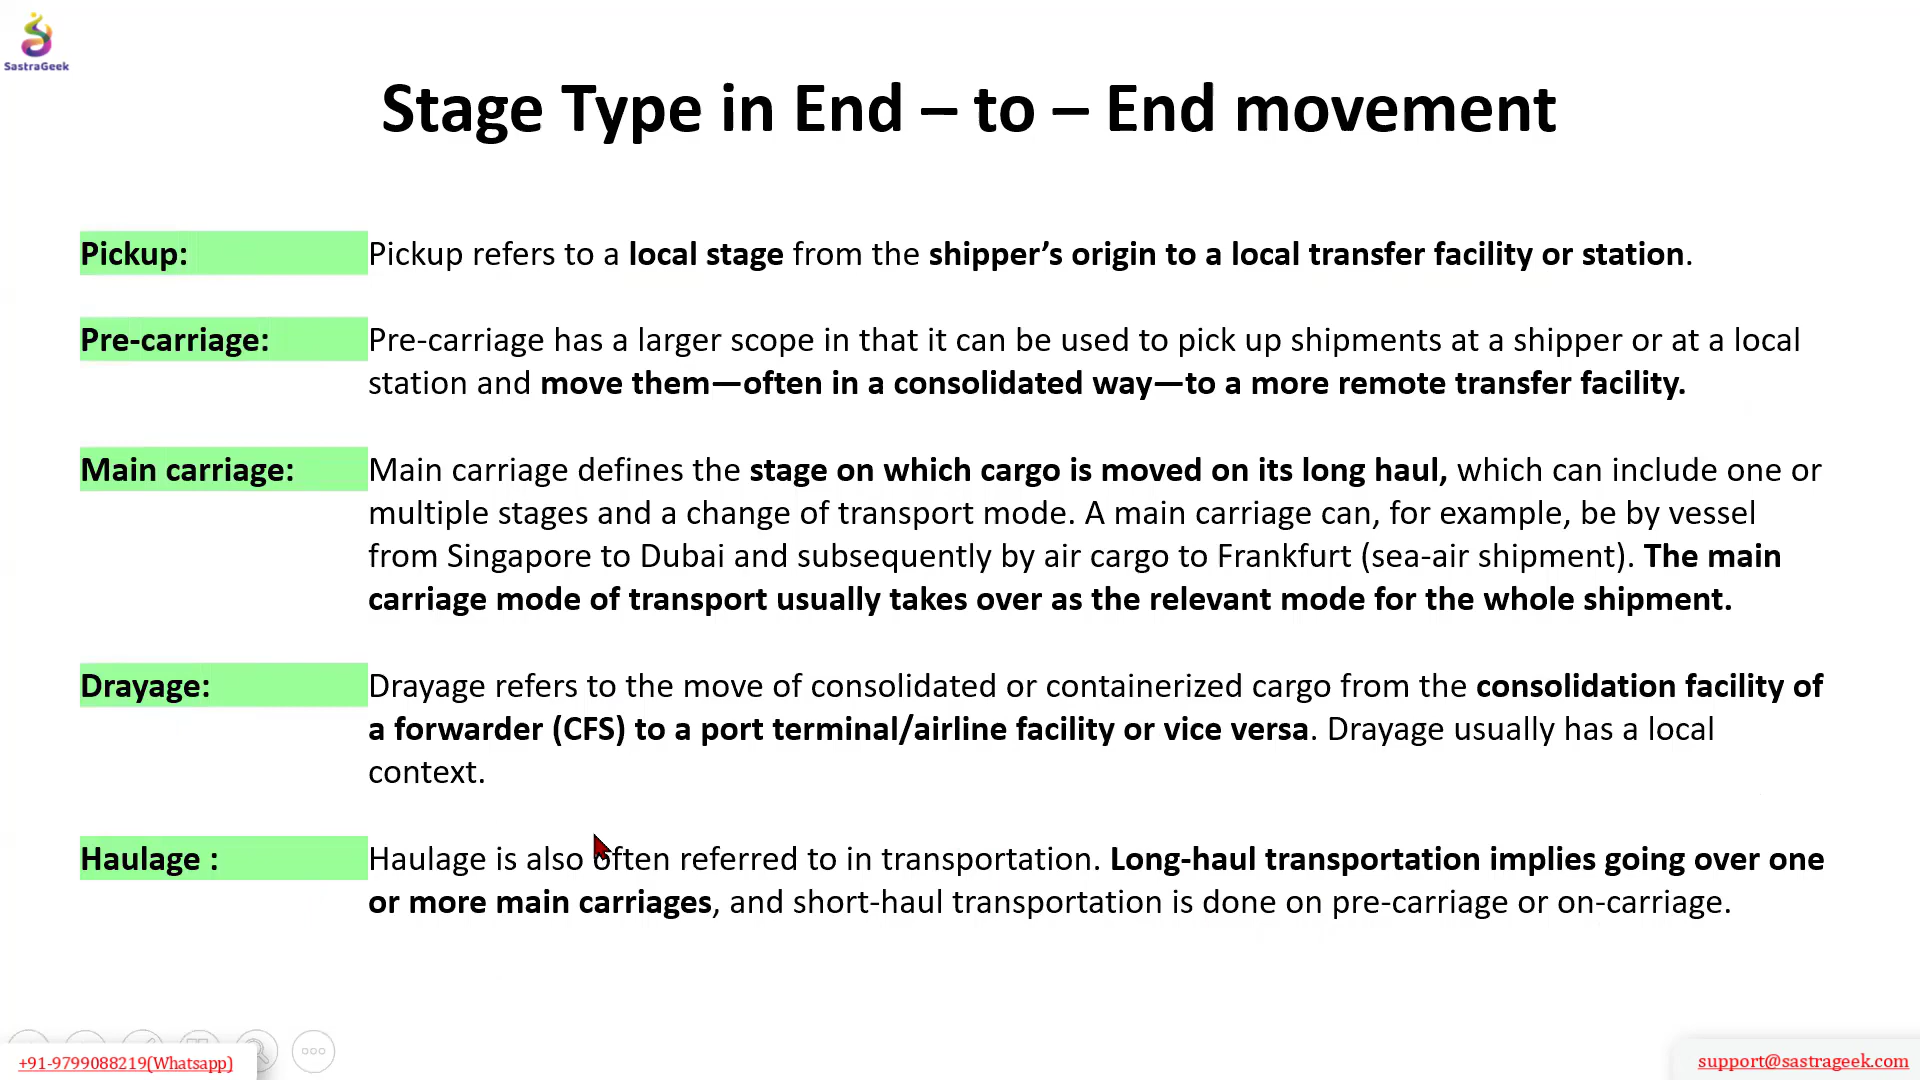 SastraGeek
Stage Type in End – to – End movement
Pickup: Pickup refers to a local stage from the shipper’s origin to a local transfer facility or station.
Pre-carriage: Pre-carriage has a larger scope in that it can be used to pick up shipments at a shipper or at a local
station and move them—often in a consolidated way—to a more remote transfer facility.
Main carriage: Main carriage defines the stage on which cargo is moved on its long haul, which can include one or
multiple stages and a change of transport mode. A main carriage can, for example, be by vessel
from Singapore to Dubai and subsequently by air cargo to Frankfurt (sea-air shipment). The main
carriage mode of transport usually takes over as the relevant mode for the whole shipment.
Drayage: Drayage refers to the move of consolidated or containerized cargo from the consolidation facility of
a forwarder (CFS) to a port terminal/airline facility or vice versa. Drayage usually has a local
context.
Haulage : Haulage is also often referred to in transportation. Long-haul transportation implies going over one
or more main carriages, and short-haul transportation is done on pre-carriage or on-carriage.
+91-9799088219(Whatsapp)
support@sastrageek.com